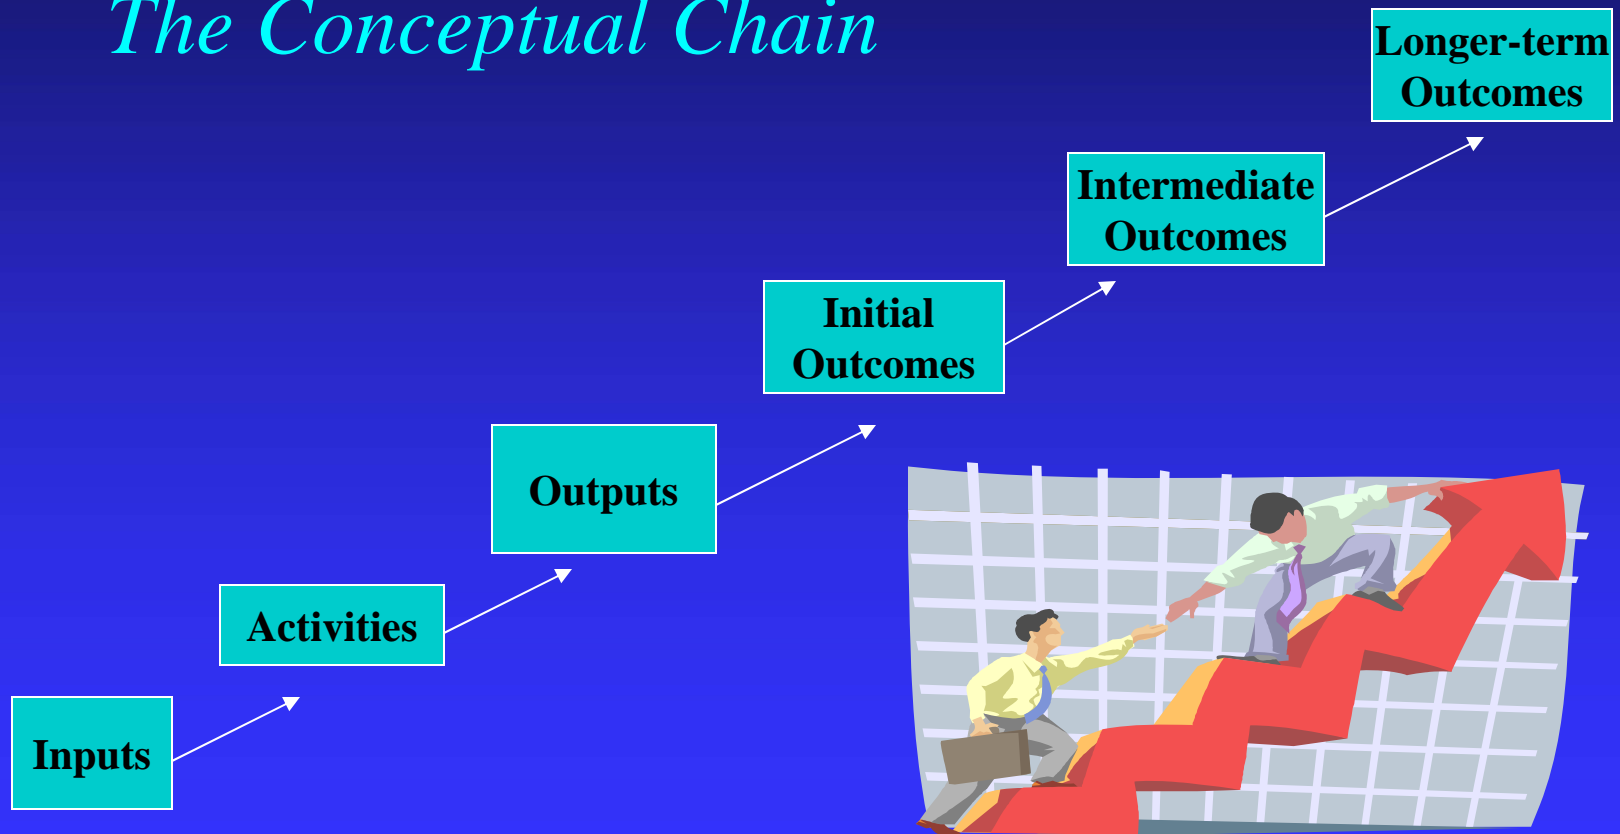 The Conceptual Chain
Longer-term
Outcomes
Intermediate
Outcomes
Initial
Outcomes
Outputs
Activities
Inputs